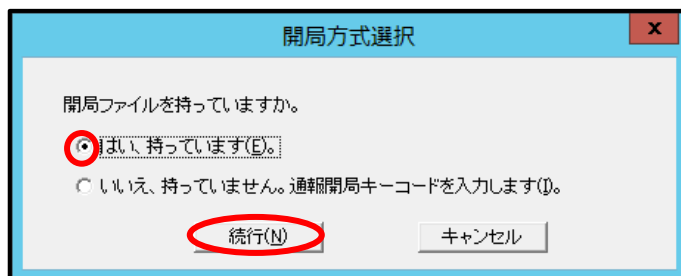 開局方式選択
x
開局ファイルを持っていますか。
はい、持っています(E)。
いいえ、持っていません。通報開局キーコードを入力します(I)。
続行(N)
キャンセル